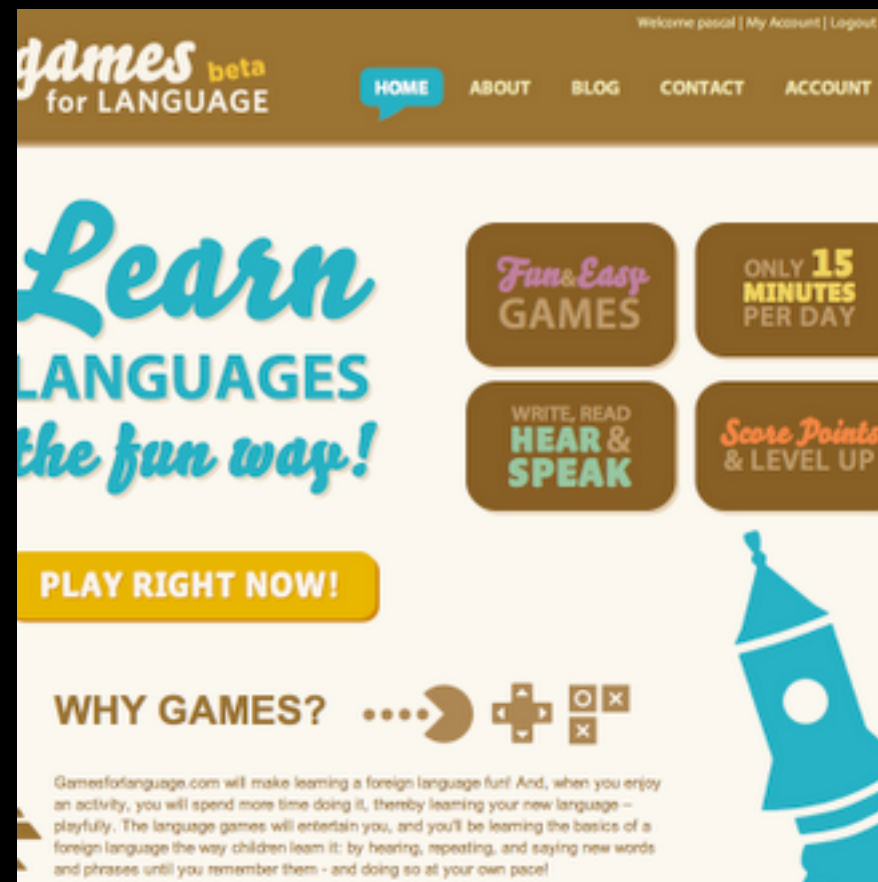 Welcome pascal | My Account | Logout
games beta
for LANGUAGE
HOME ABOUT BLOG CONTACT ACCOUNT
Learn
LANGUAGES
the fun way!
Fun & Easy
GAMES
ONLY 15
MINUTES
PER DAY
WRITE, READ
HEAR &
SPEAK
Score Points
& LEVEL UP
PLAY RIGHT NOW!
WHY GAMES?
Gamesforlanguage.com will make learning a foreign language fun! And, when you enjoy
an activity, you will spend more time doing it, thereby learning your new language –
playfully. The language games will entertain you, and you'll be learning the basics of a
foreign language the way children learn it: by hearing, repeating, and saying new words
and phrases until you remember them - and doing so at your own pace!